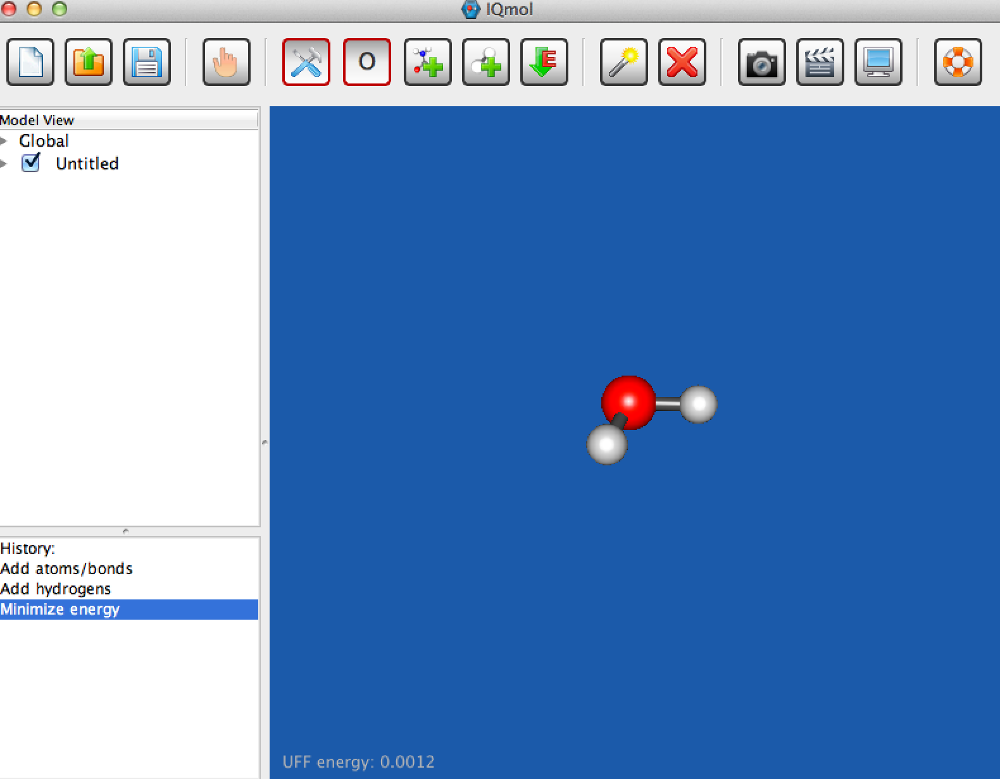 IQmol
O
E
Model View
Global
Untitled
History:
Add atoms/bonds
Add hydrogens
Minimize energy
UFF energy: 0.0012